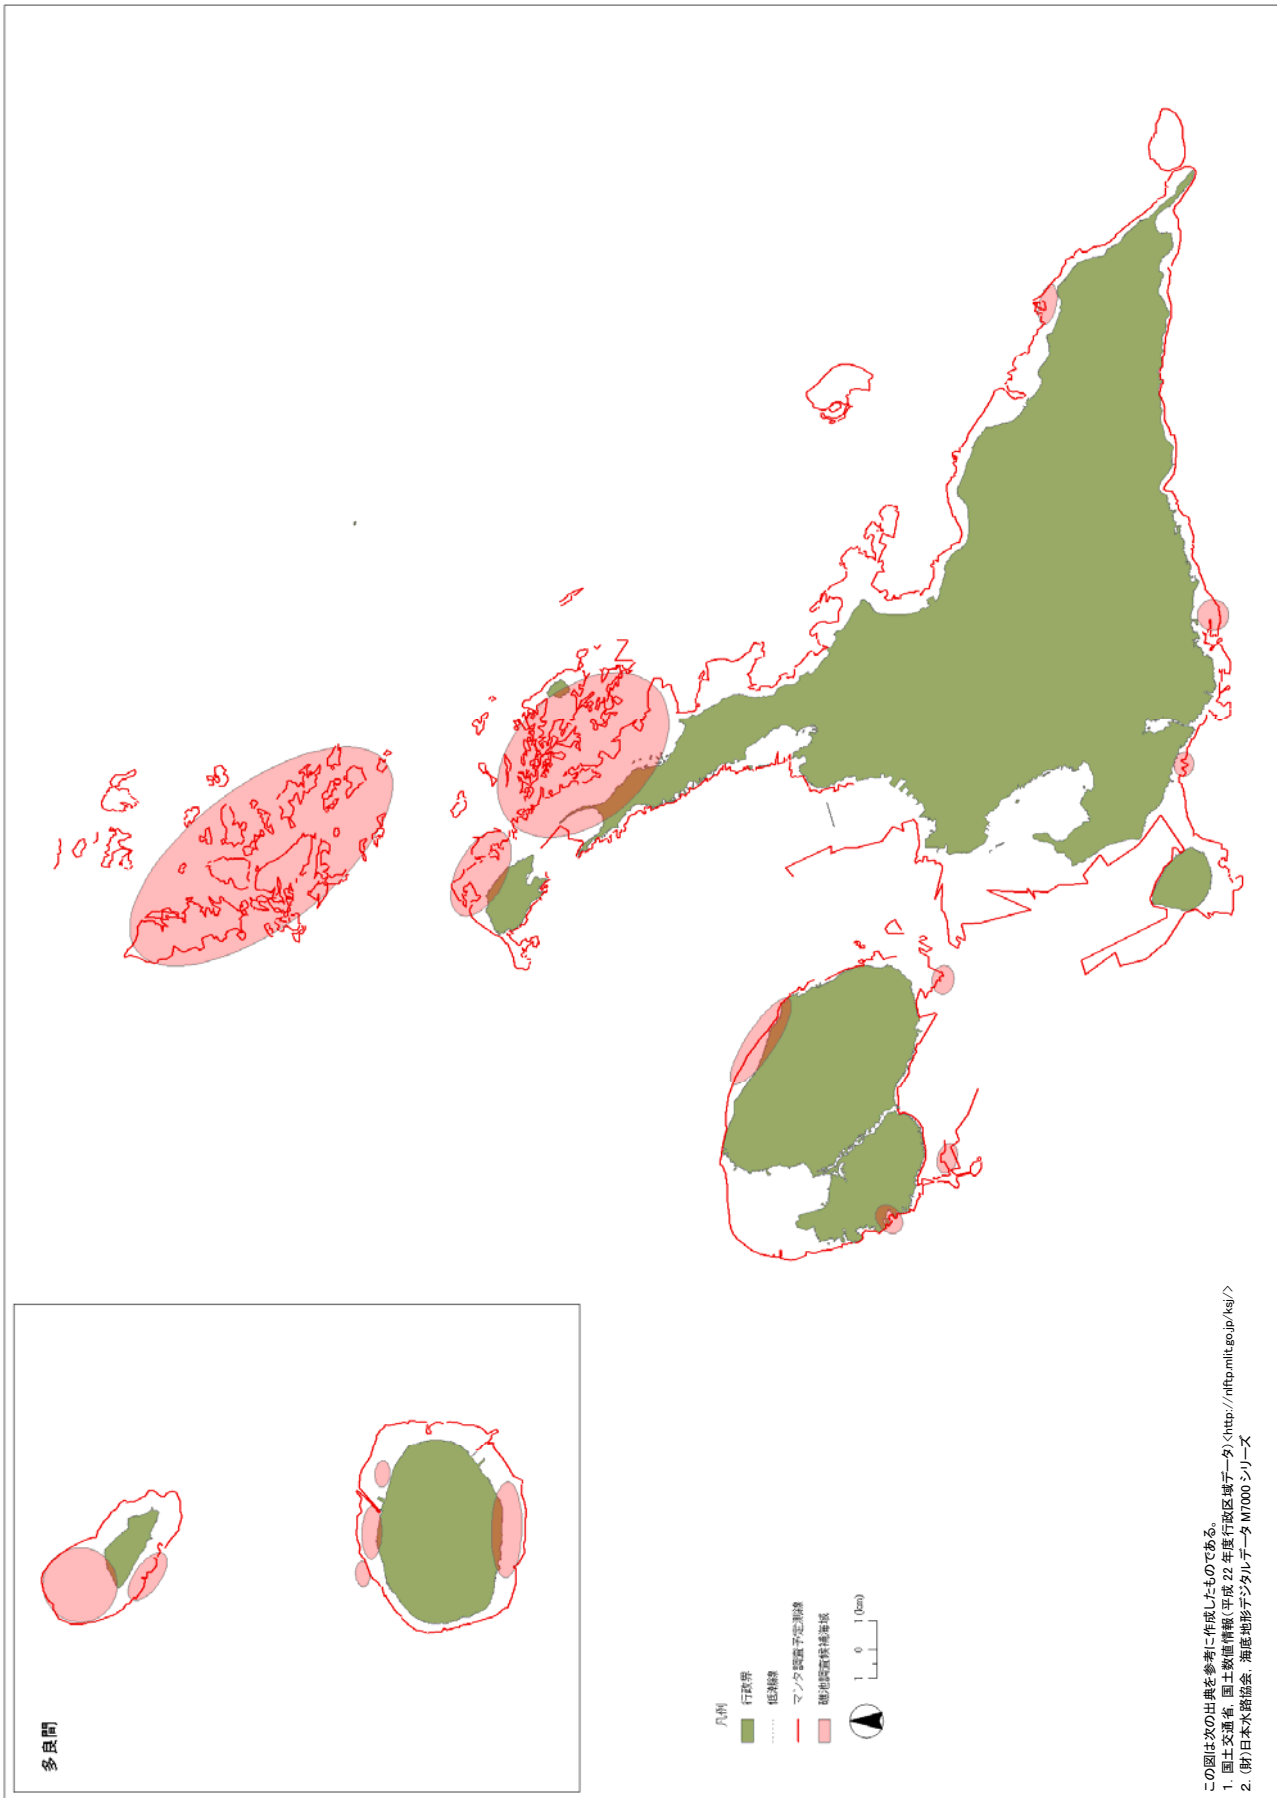 多良間
凡例
行政界
低潮線
マンタ調査予定測線
礁池調査候補海域
1 0 1 (km)
この図は次の出典を参考に作成したものである。
1. 国土交通省, 国土数値情報(平成 22 年度行政区域データ)<http://nlftp.mlit.go.jp/ksj/>
2. (財)日本水路協会, 海底地形デジタルデータ M7000 シリーズ